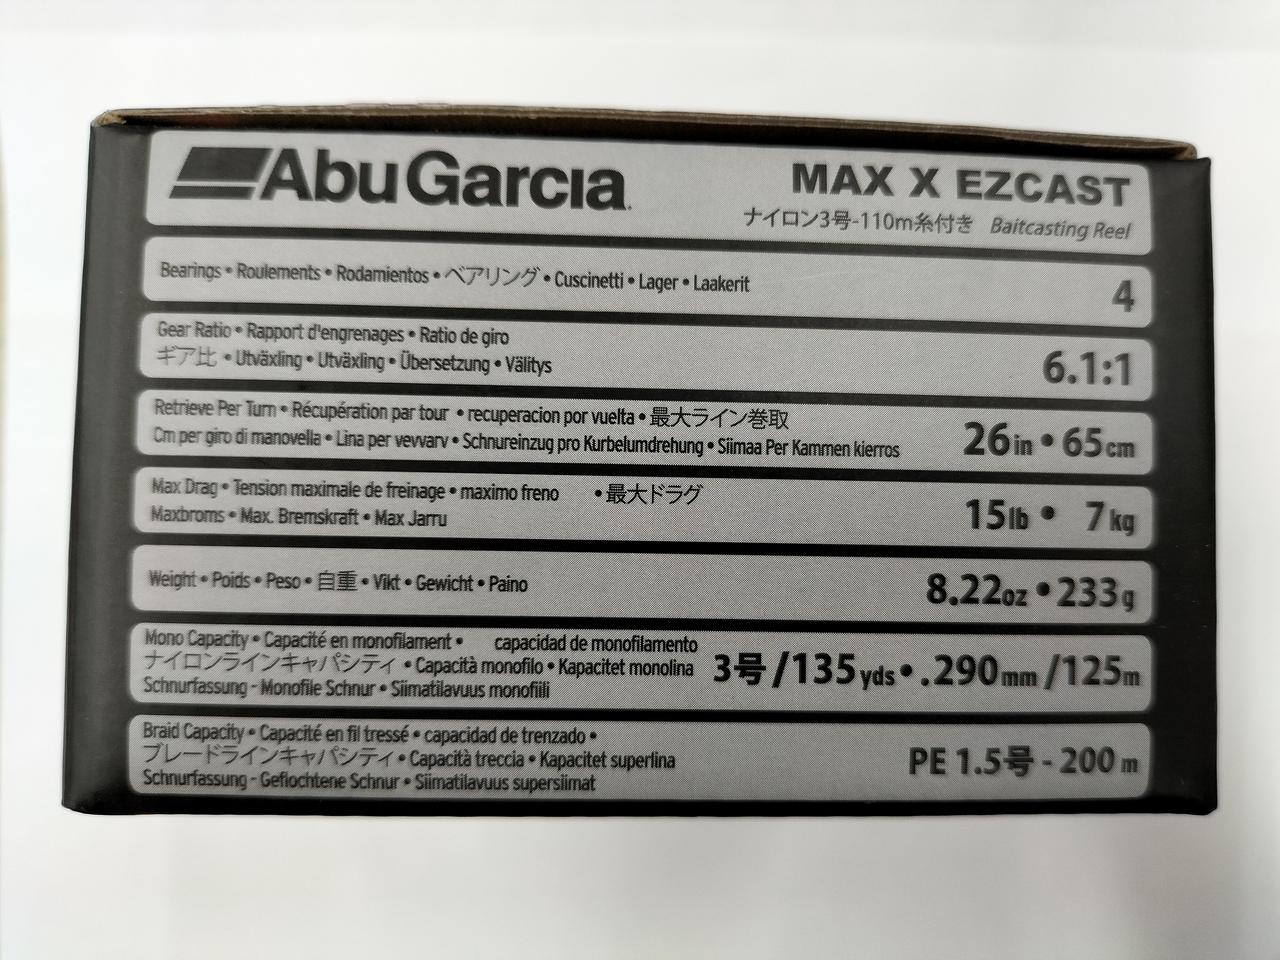 AbuGarcia
MAX X EZCAST
ナイロン3号-110m糸付き Baitcasting Reel
Bearings • Roulements • Rodamientos • ベアリング • Cuscinetti • Lager • Laakerit
4
Gear Ratio • Rapport d'engrenages • Ratio de giro
ギア比 • Utväxling • Utväxling • Übersetzung • Välitys
6.1:1
Retrieve Per Turn • Récupération par tour • recuperacion por vuelta • 最大ライン巻取
Cm per giro di manovella • Lina per vevvarv • Schnureinzug pro Kurbelumdrehung • Siimaa Per Kammen kierros
26in • 65cm
Max Drag • Tension maximale de freinage • maximo freno • 最大ドラグ
Maxbroms • Max. Bremskraft • Max Jarru
15lb • 7kg
Weight • Poids • Peso • 自重 • Vikt • Gewicht • Paino
8.22oz • 233g
Mono Capacity • Capacité en monofilament • capacidad de monofilamento
ナイロンラインキャパシティ • Capacità monofilo • Kapacitet monolina
Schnurfassung - Monofile Schnur • Siimatilavuus monofiili
3号/135yds • .290mm/125m
Braid Capacity • Capacité en fil tressé • capacidad de trenzado •
ブレードラインキャパシティ • Capacità treccia • Kapacitet superlina
Schnurfassung - Geflochtene Schnur • Siimatilavuus supersiimat
PE 1.5号 - 200m